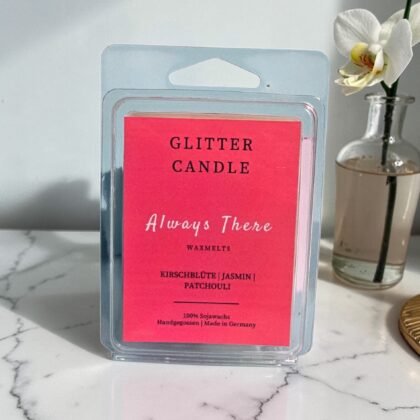 GLITTER
CANDLE
Always There
WAXMELTS
KIRSCHBLÜTE | JASMIN |
PATCHOULI
100% Sojawachs
Handgegossen | Made in Germany